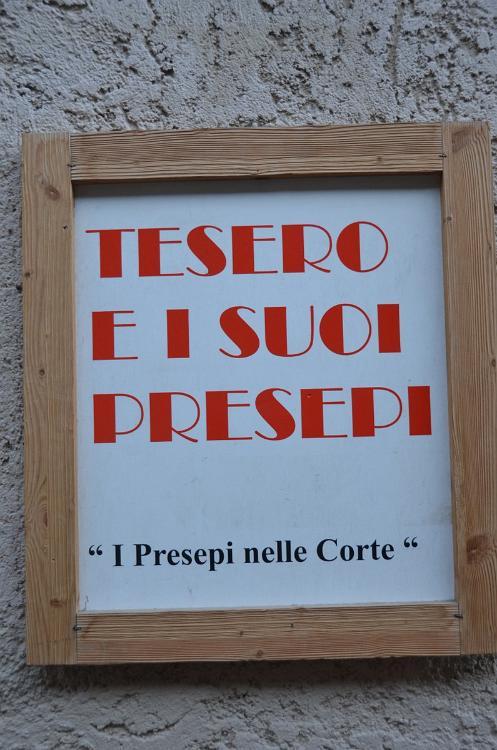 TESERO
E I SUOI
PRESEPI
“ I Presepi nelle Corte “